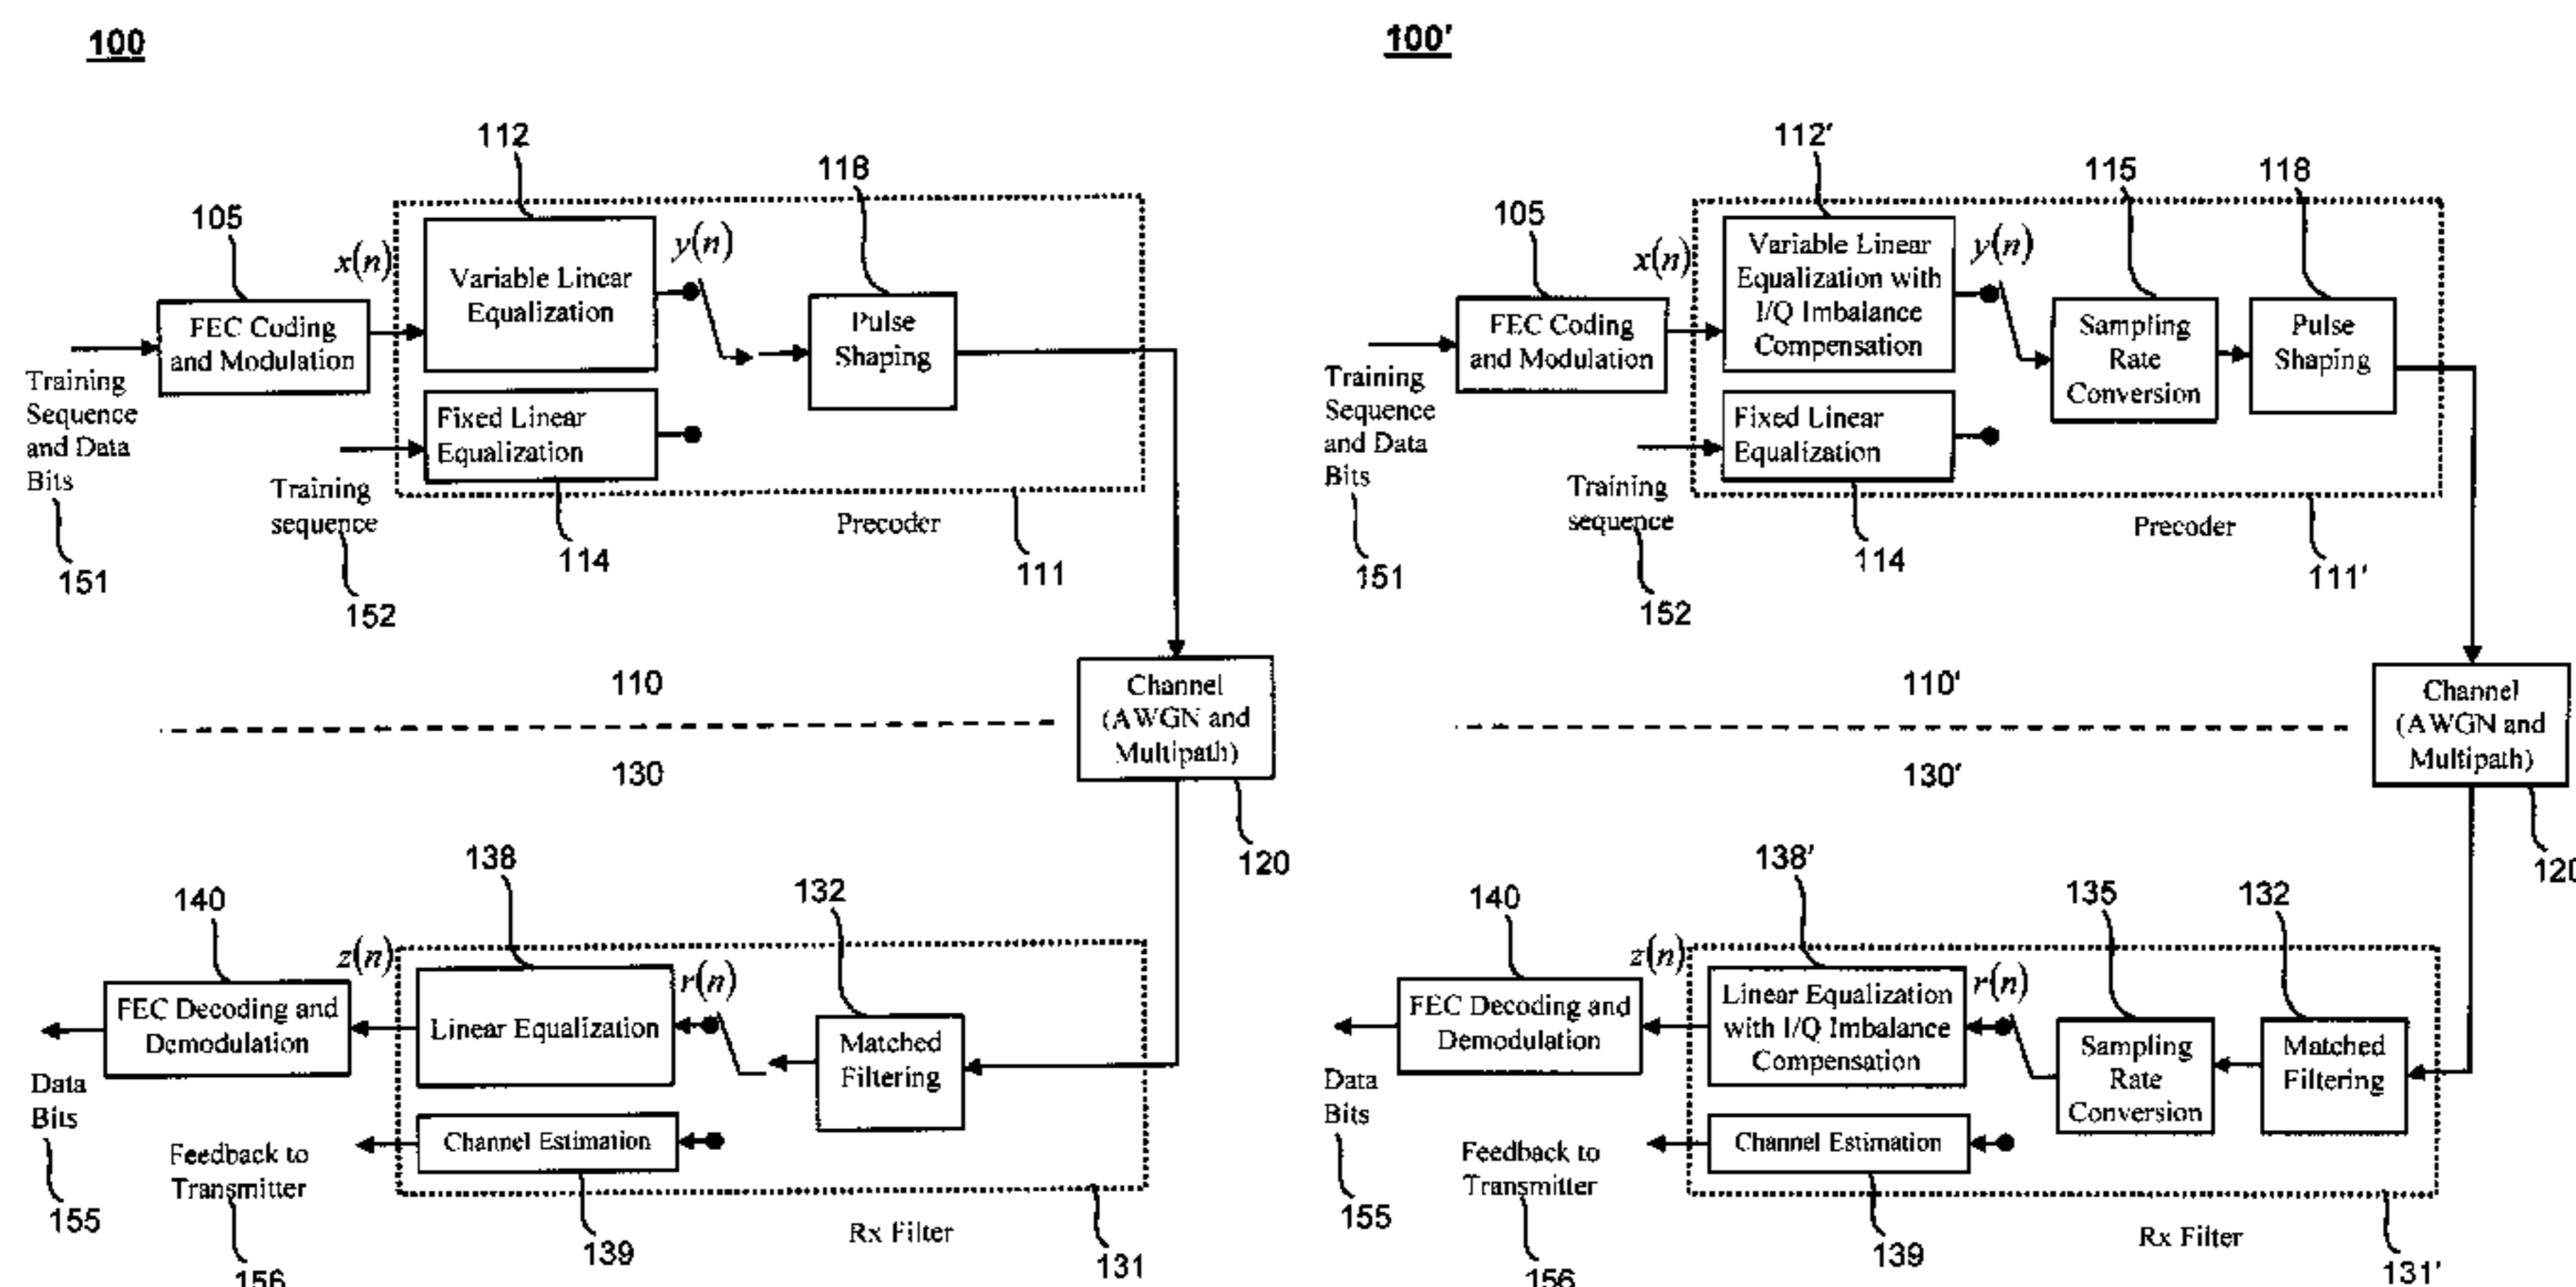 100
112
118
105
x(n)
y(n)
Variable Linear
Equalization
FEC Coding
and Modulation
Pulse
Shaping
Training
Sequence
and Data
Bits
Fixed Linear
Equalization
Training
sequence
Precoder
151
152
114
111
110
Channel
(AWGN and
Multipath)
130
120
138
132
140
z(n)
r(n)
FEC Decoding and
Demodulation
Linear Equalization
Matched
Filtering
Data
Bits
Channel Estimation
Feedback to
Transmitter
155
156
139
Rx Filter
131
100'
112'
115
118
105
x(n)
y(n)
Variable Linear
Equalization with
I/Q Imbalance
Compensation
FEC Coding
and Modulation
Sampling
Rate
Conversion
Pulse
Shaping
Training
Sequence
and Data
Bits
Fixed Linear
Equalization
Training
sequence
Precoder
151
152
114
111'
110'
Channel
(AWGN and
Multipath)
130'
120
138'
135
132
140
z(n)
r(n)
FEC Decoding and
Demodulation
Linear Equalization
with I/Q Imbalance
Compensation
Sampling
Rate
Conversion
Matched
Filtering
Data
Bits
Channel Estimation
Feedback to
Transmitter
155
156
139
Rx Filter
131'